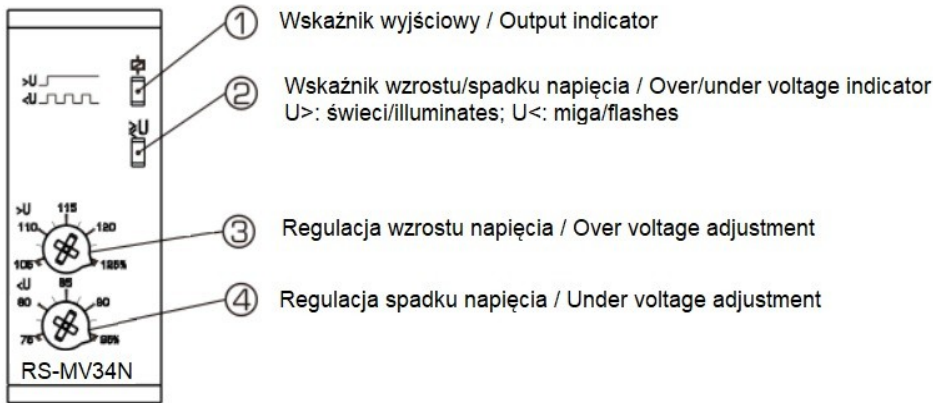 ① Wskaźnik wyjściowy / Output indicator
② Wskaźnik wzrostu/spadku napięcia / Over/under voltage indicator
U>: świeci/illuminates; U<: miga/flashes
>U
<U
≷U
>U 115
110 120
105 125%
③ Regulacja wzrostu napięcia / Over voltage adjustment
<U 85
80 90
75 95%
④ Regulacja spadku napięcia / Under voltage adjustment
RS-MV34N